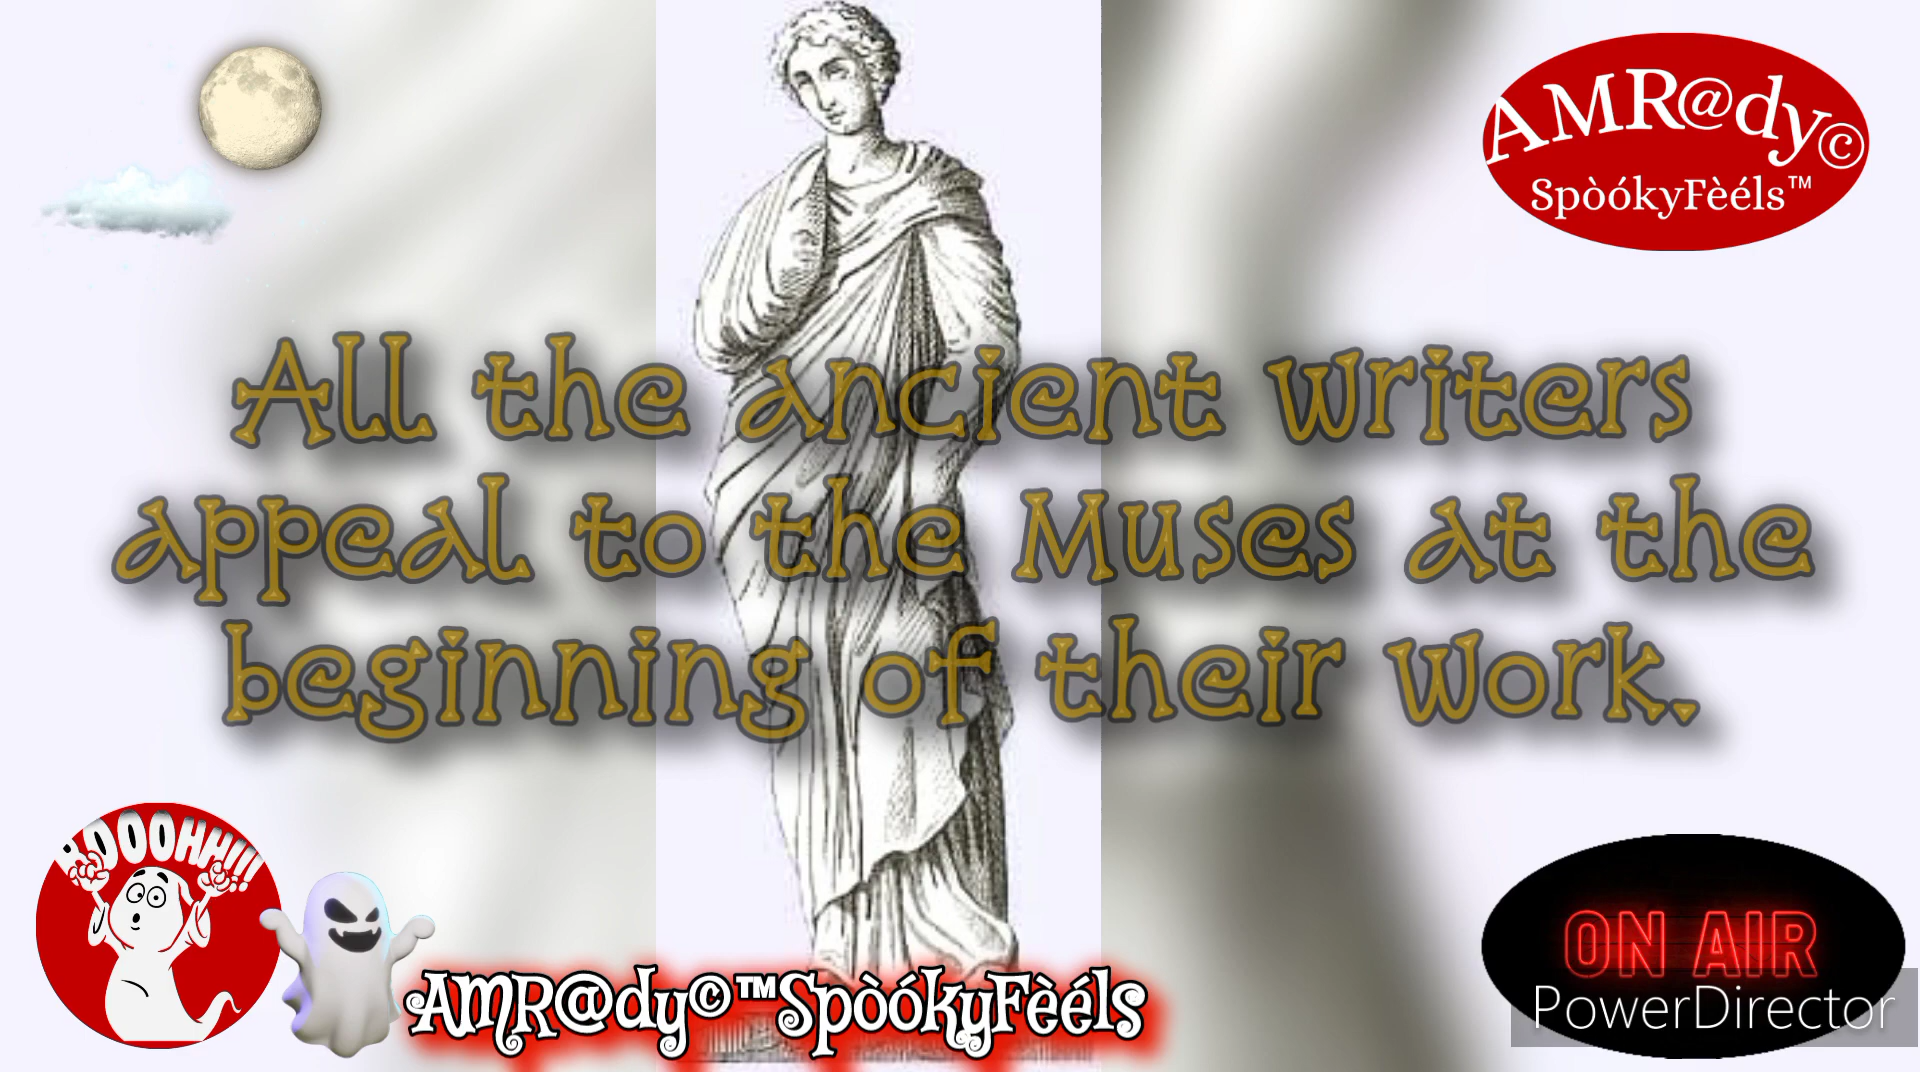 AMR@dy©
SpòókyFèéls™
All the ancient writers
appeal to the Muses at the
beginning of their work.
OOOHH!!!
ON AIR
PowerDirector
AMR@dy©™SpòókyFèéls